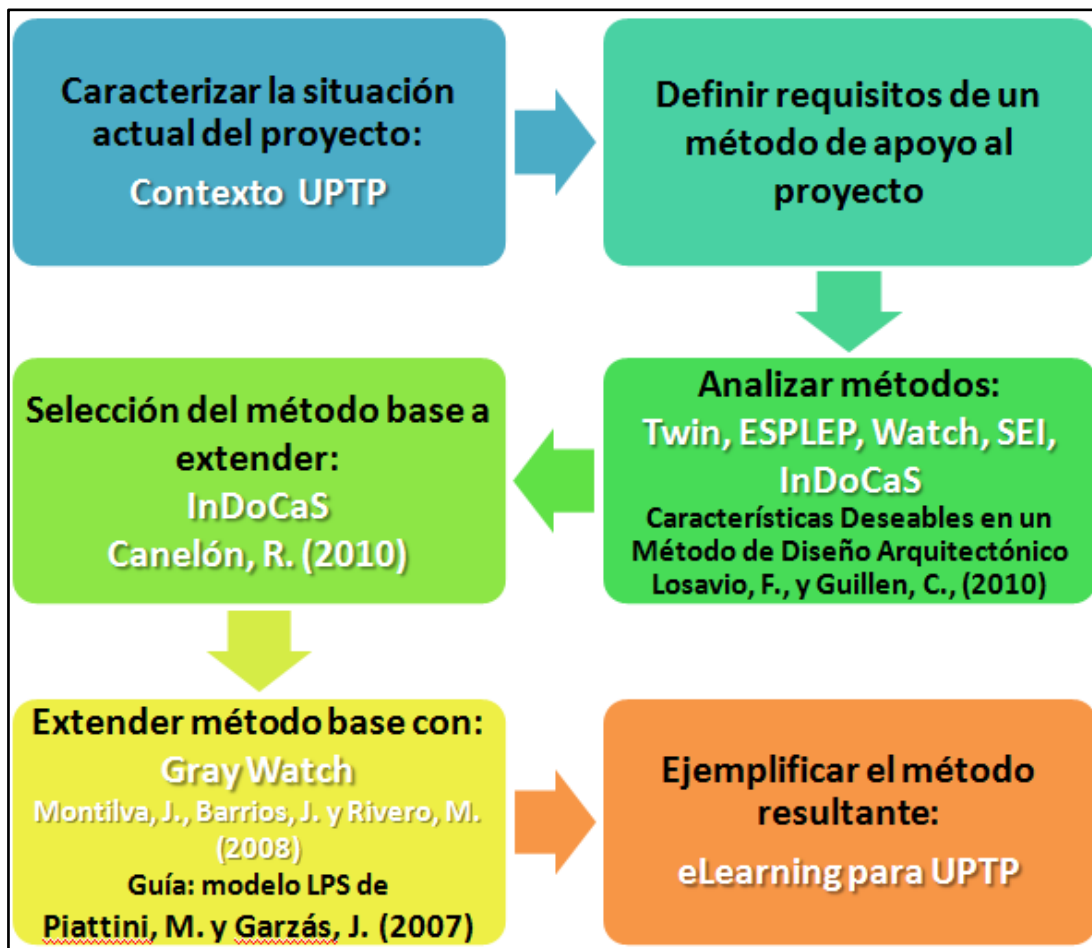 Caracterizar la situación
actual del proyecto:
Contexto UPTP
Definir requisitos de un
método de apoyo al
proyecto
Analizar métodos:
Twin, ESPLEP, Watch, SEI,
InDoCaS
Características Deseables en un
Método de Diseño Arquitectónico
Losavio, F., y Guillen, C., (2010)
Selección del método base a
extender:
InDoCaS
Canelón, R. (2010)
Extender método base con:
Gray Watch
Montilva, J., Barrios, J. y Rivero, M.
(2008)
Guía: modelo LPS de
Piattini, M. y Garzás, J. (2007)
Ejemplificar el método
resultante:
eLearning para UPTP